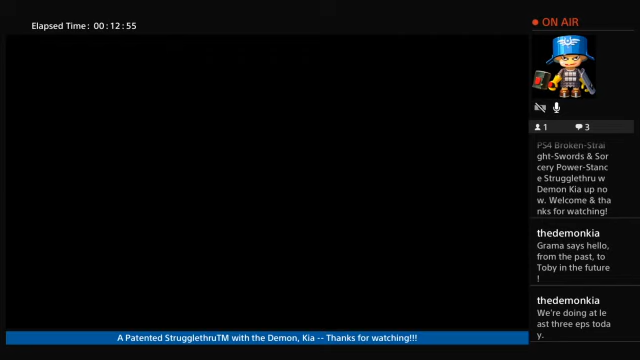 Elapsed Time: 00:12:55
ON AIR
1
3
PS4 Broken-Strai
ght-Swords & Sor
cery Power-Stanc
e Strugglethru w
Demon Kia up no
w. Welcome & tha
nks for watching!
thedemonkia
Grama says hello,
from the past, to
Toby in the future
!
thedemonkia
We're doing at le
ast three eps toda
y.
A Patented StrugglethruTM with the Demon, Kia -- Thanks for watching!!!